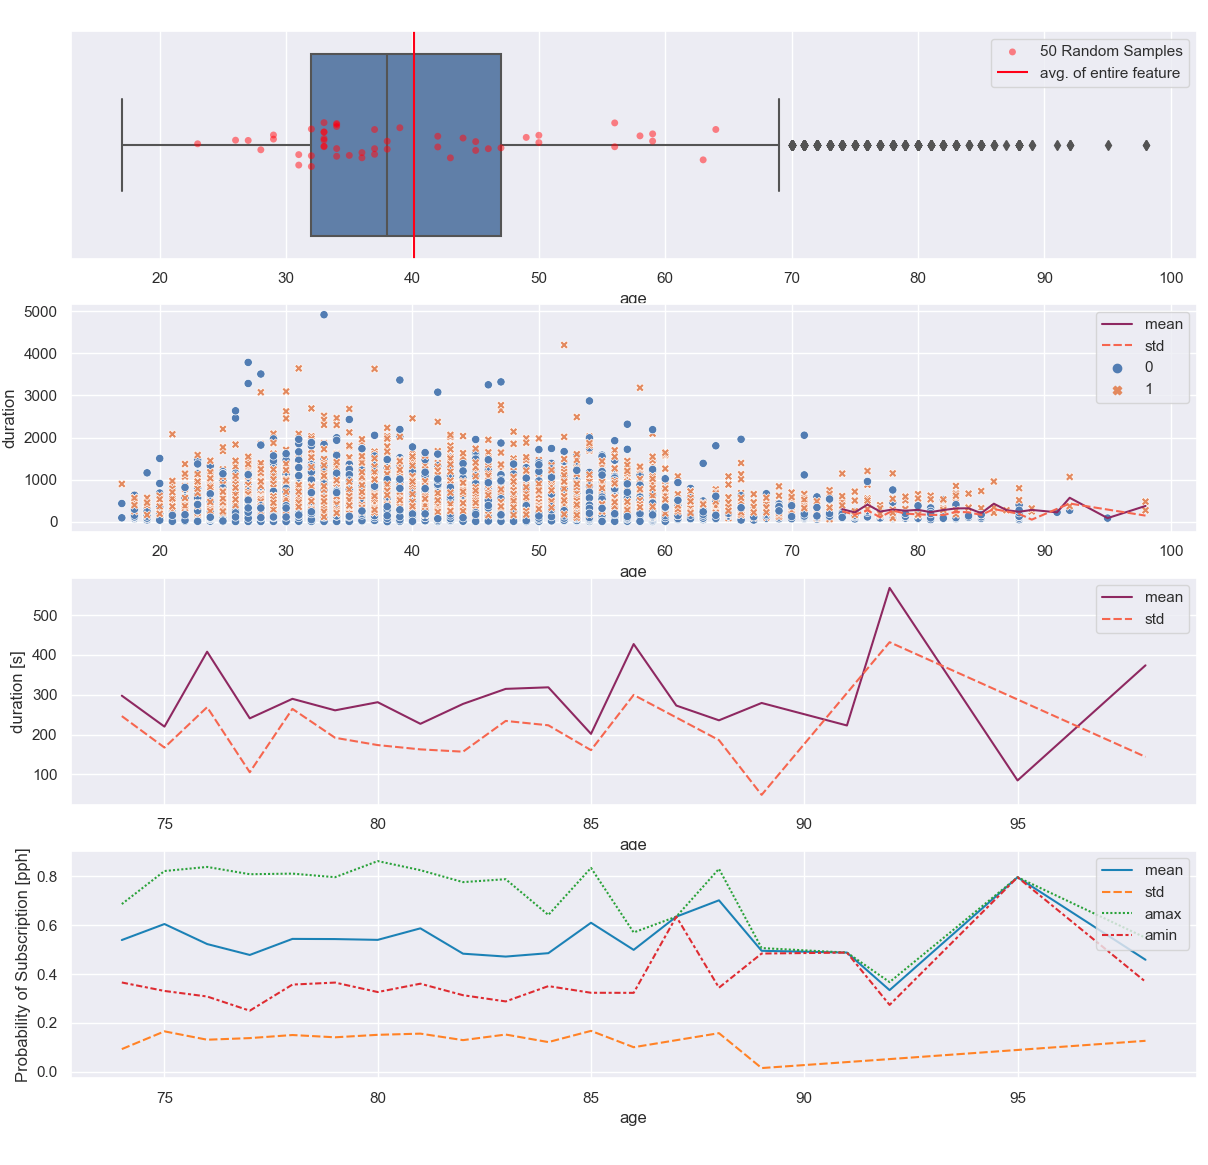 50 Random Samples
avg. of entire feature
20 30 40 50 60 70 80 90 100
age
5000
4000
3000
2000
1000
0
duration
mean
std
0
1
20 30 40 50 60 70 80 90 100
age
500
400
300
200
100
duration [s]
mean
std
75 80 85 90 95
age
0.8
0.6
0.4
0.2
0.0
Probability of Subscription [pph]
mean
std
amax
amin
75 80 85 90 95
age